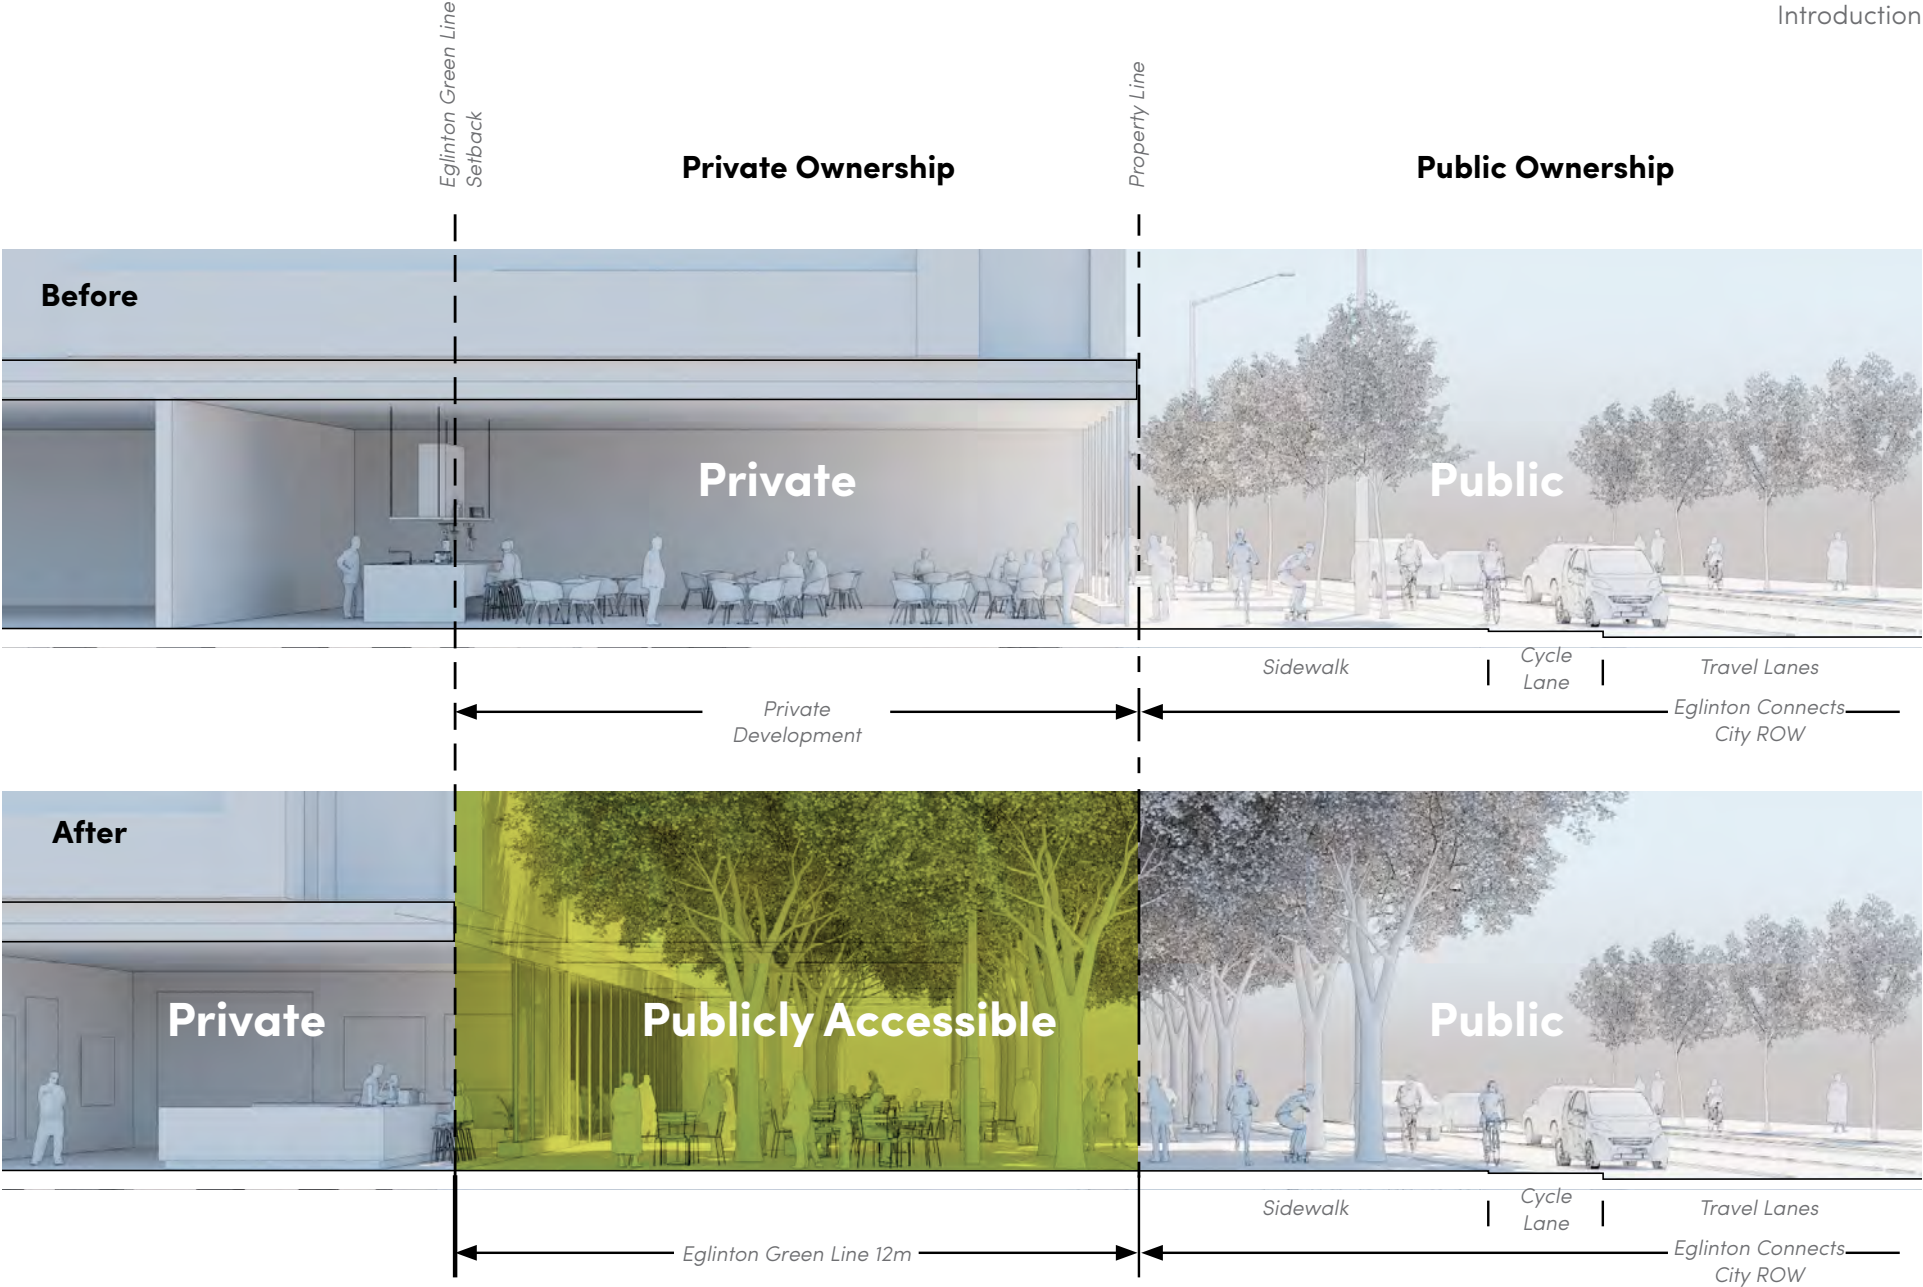 Introduction
Eglinton Green Line
Setback
Property Line
Private Ownership
Public Ownership
Before
Private
Public
Sidewalk
Cycle
Lane
Travel Lanes
Private
Development
Eglinton Connects
City ROW
After
Private
Publicly Accessible
Public
Sidewalk
Cycle
Lane
Travel Lanes
Eglinton Green Line 12m
Eglinton Connects
City ROW